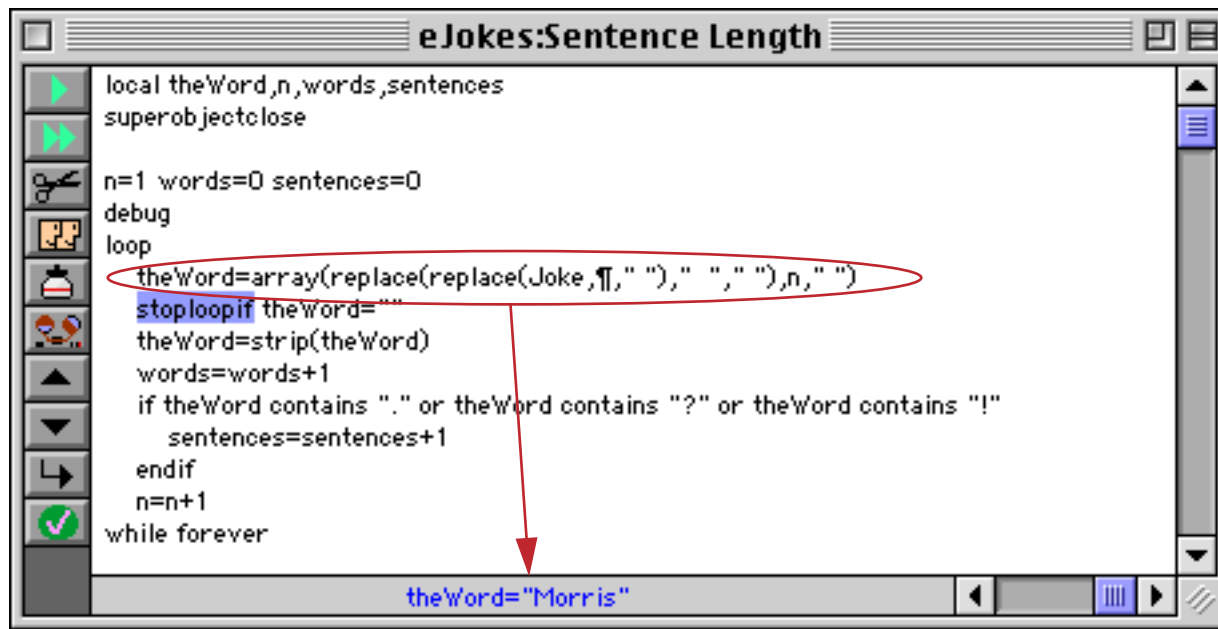 eJokes:Sentence Length
local theWord,n,words,sentences
superobjectclose
n=1 words=0 sentences=0
debug
loop
theWord=array(replace(replace(Joke,¶," "),"  "," "),n," ")
stoploopif theWord=""
theWord=strip(theWord)
words=words+1
if theWord contains "." or theWord contains "?" or theWord contains "!"
sentences=sentences+1
endif
n=n+1
while forever
theWord="Morris"